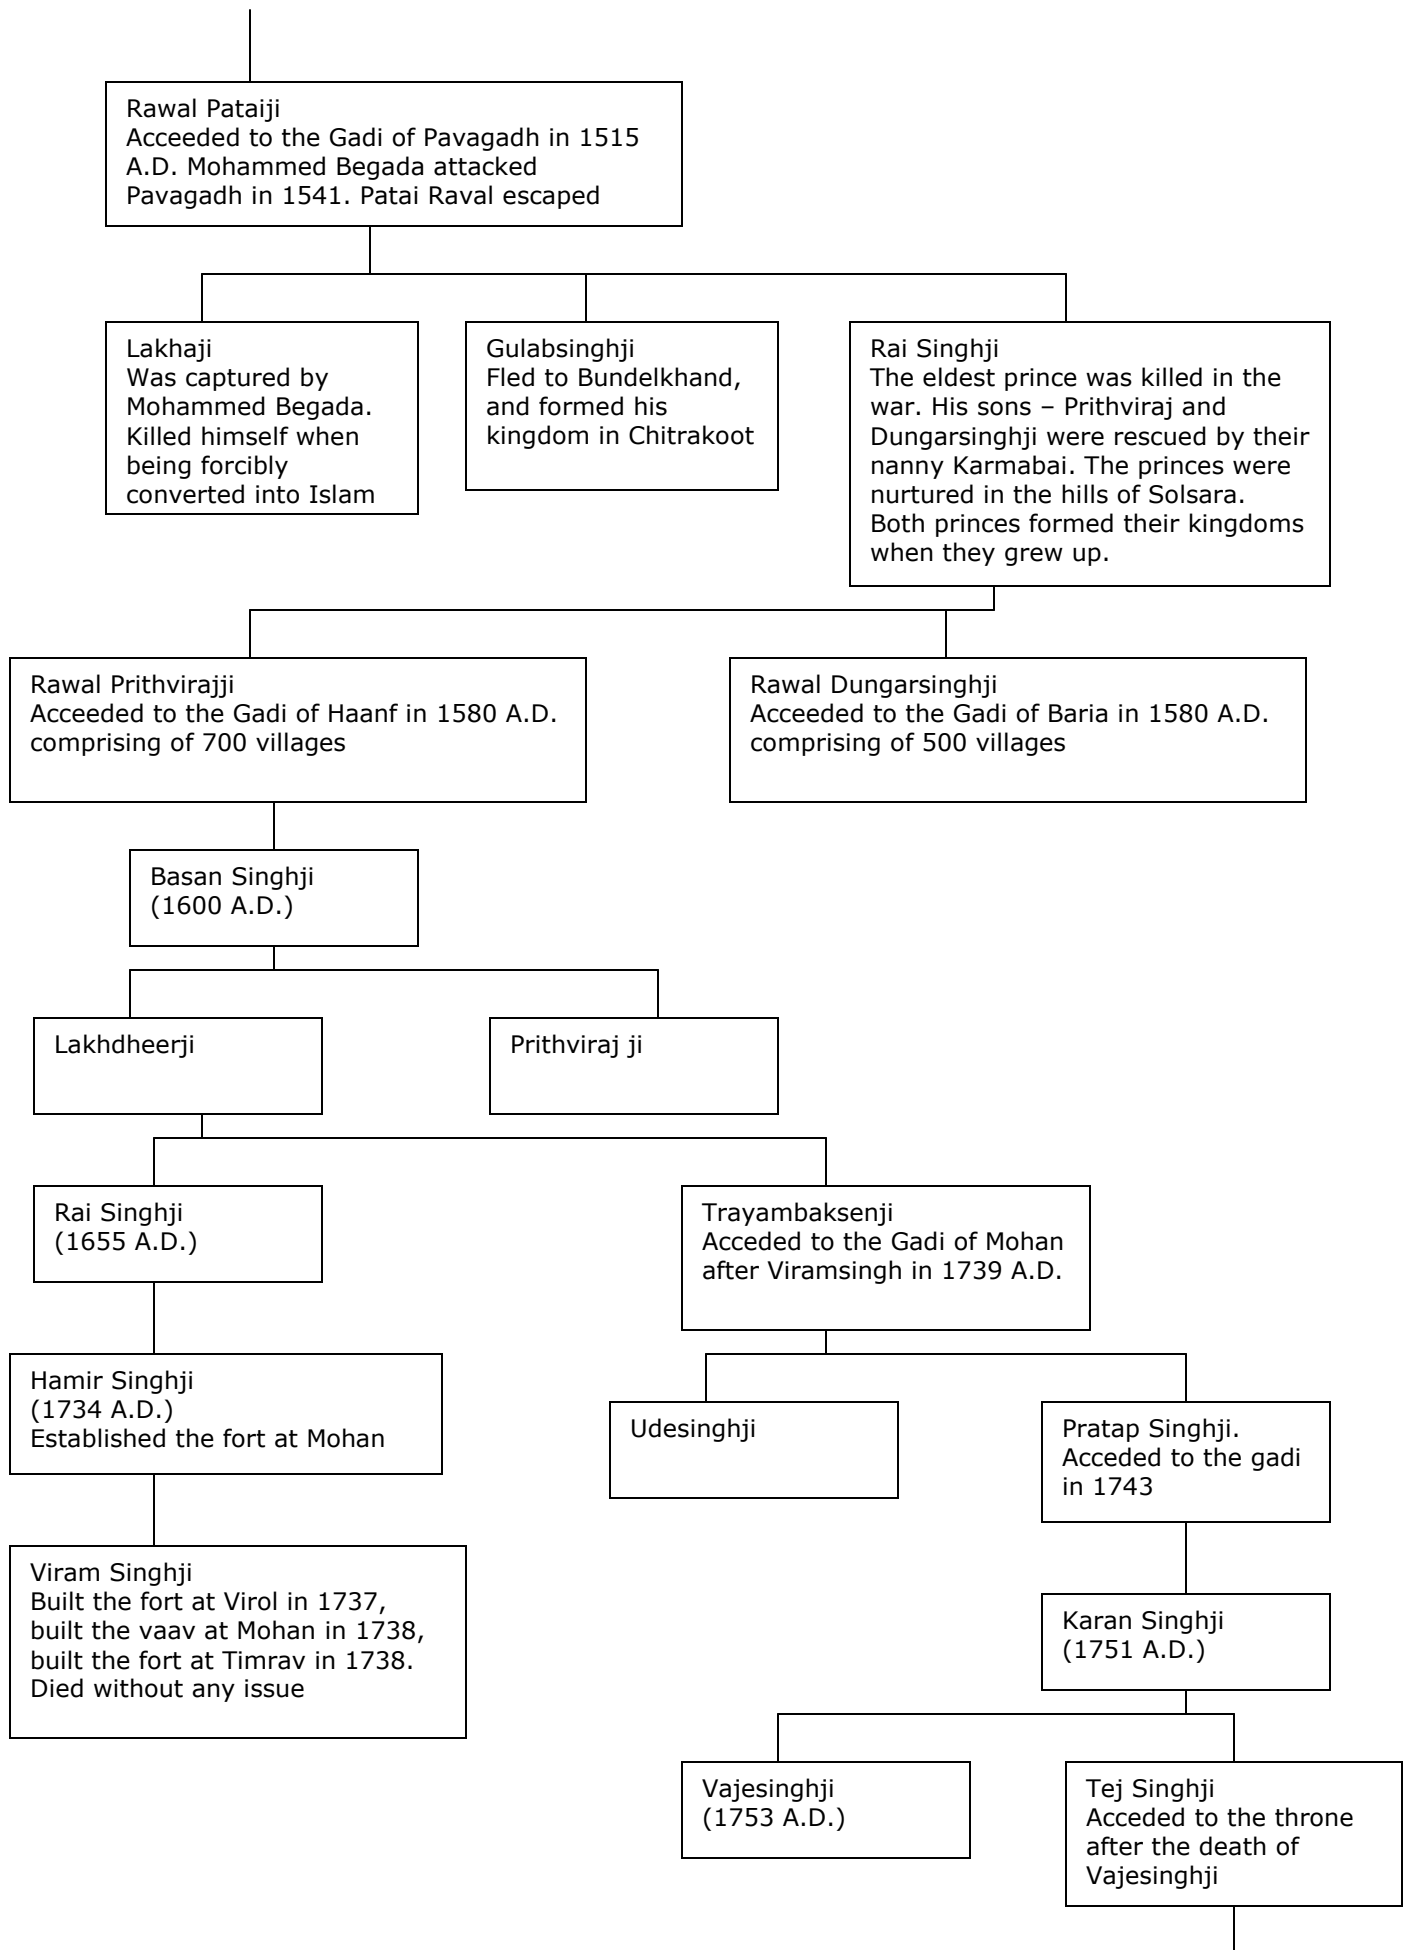 Rawal Pataiji
Acceeded to the Gadi of Pavagadh in 1515
A.D. Mohammed Begada attacked
Pavagadh in 1541. Patai Raval escaped
Lakhaji
Was captured by
Mohammed Begada.
Killed himself when
being forcibly
converted into Islam
Gulabsinghji
Fled to Bundelkhand,
and formed his
kingdom in Chitrakoot
Rai Singhji
The eldest prince was killed in the
war. His sons – Prithviraj and
Dungarsinghji were rescued by their
nanny Karmabai. The princes were
nurtured in the hills of Solsara.
Both princes formed their kingdoms
when they grew up.
Rawal Prithvirajji
Acceeded to the Gadi of Haanf in 1580 A.D.
comprising of 700 villages
Rawal Dungarsinghji
Acceeded to the Gadi of Baria in 1580 A.D.
comprising of 500 villages
Basan Singhji
(1600 A.D.)
Lakhdheerji
Prithviraj ji
Rai Singhji
(1655 A.D.)
Trayambaksenji
Acceded to the Gadi of Mohan
after Viramsingh in 1739 A.D.
Hamir Singhji
(1734 A.D.)
Established the fort at Mohan
Udesinghji
Pratap Singhji.
Acceded to the gadi
in 1743
Viram Singhji
Built the fort at Virol in 1737,
built the vaav at Mohan in 1738,
built the fort at Timrav in 1738.
Died without any issue
Karan Singhji
(1751 A.D.)
Vajesinghji
(1753 A.D.)
Tej Singhji
Acceded to the throne
after the death of
Vajesinghji